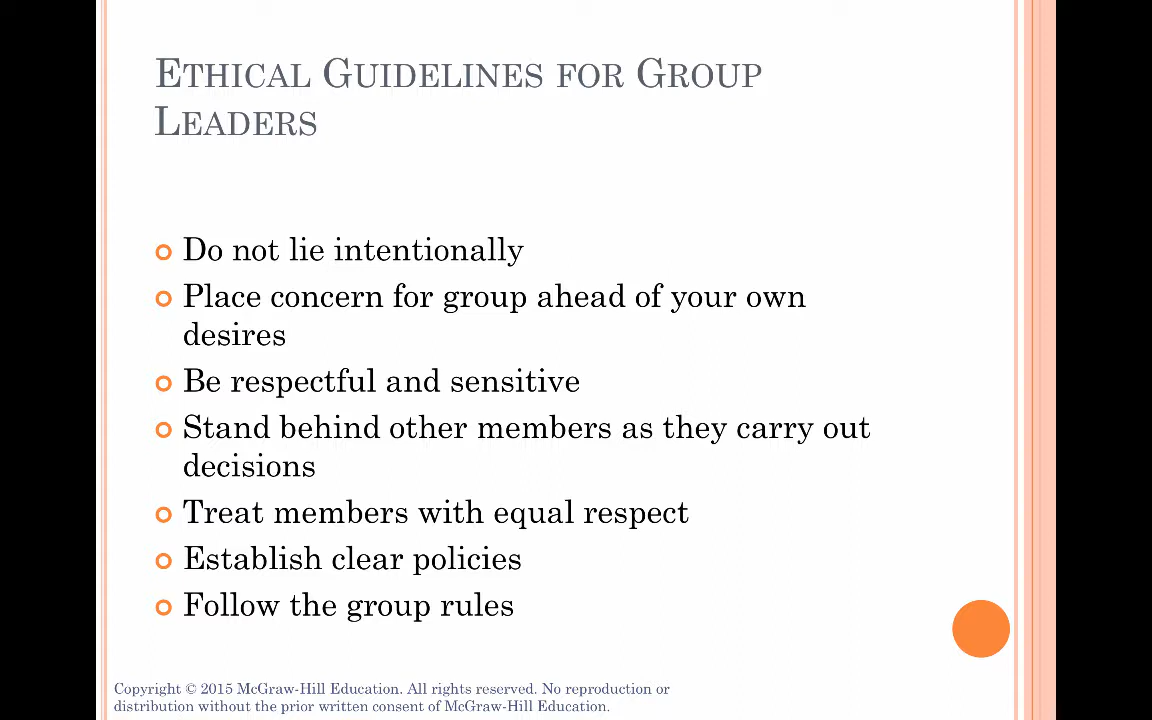 Ethical Guidelines for Group
Leaders
Do not lie intentionally
Place concern for group ahead of your own
desires
Be respectful and sensitive
Stand behind other members as they carry out
decisions
Treat members with equal respect
Establish clear policies
Follow the group rules
Copyright © 2015 McGraw-Hill Education. All rights reserved. No reproduction or
distribution without the prior written consent of McGraw-Hill Education.